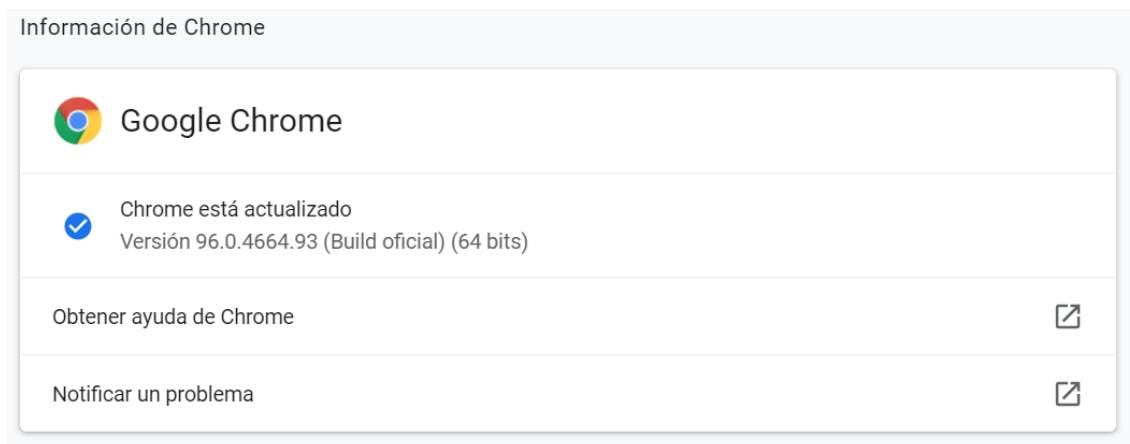 Información de Chrome
Google Chrome
Chrome está actualizado
Versión 96.0.4664.93 (Build oficial) (64 bits)
Obtener ayuda de Chrome
Notificar un problema